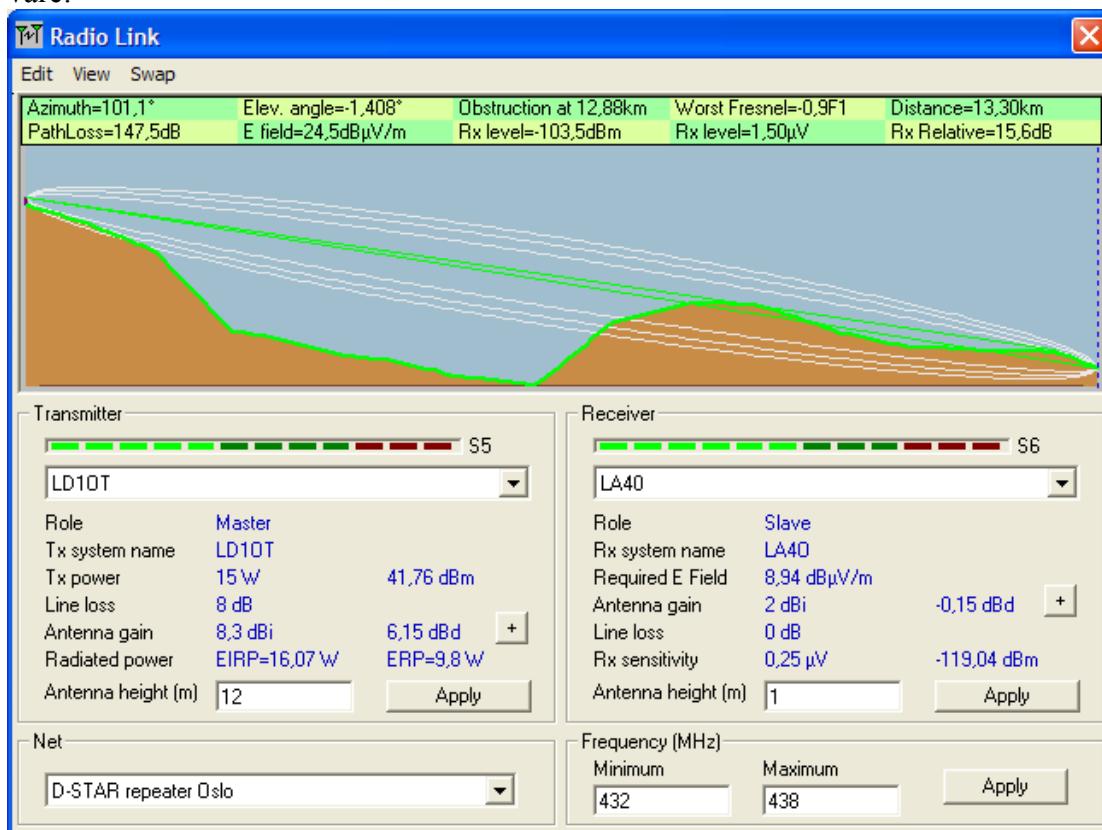 Radio Link
Edit View Swap
Azimuth=101,1° Elev. angle=-1,408° Obstruction at 12,88km Worst Fresnel=-0,9F1 Distance=13,30km
PathLoss=147,5dB E field=24,5dBµV/m Rx level=-103,5dBm Rx level=1,50µV Rx Relative=15,6dB
Transmitter
S5
LD1OT
Role Master
Tx system name LD1OT
Tx power 15 W 41,76 dBm
Line loss 8 dB
Antenna gain 8,3 dBi 6,15 dBd +
Radiated power EIRP=16,07 W ERP=9,8 W
Antenna height (m) 12 Apply
Receiver
S6
LA4O
Role Slave
Rx system name LA4O
Required E Field 8,94 dBµV/m
Antenna gain 2 dBi -0,15 dBd +
Line loss 0 dB
Rx sensitivity 0,25 µV -119,04 dBm
Antenna height (m) 1 Apply
Net
D-STAR repeater Oslo
Frequency (MHz)
Minimum Maximum
432 438 Apply